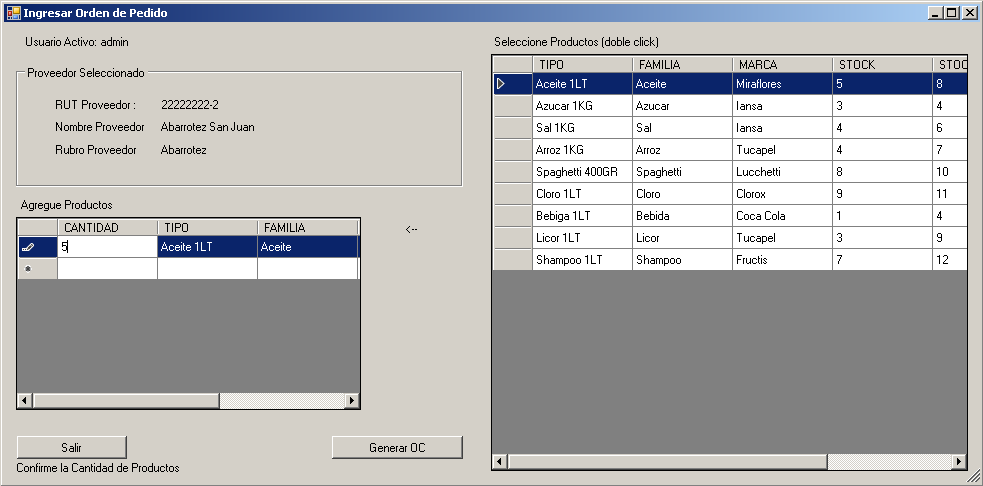 Ingresar Orden de Pedido
Usuario Activo: admin
Proveedor Seleccionado
RUT Proveedor : 22222222-2
Nombre Proveedor Abarrotez San Juan
Rubro Proveedor Abarrotez
Agregue Productos
CANTIDAD TIPO FAMILIA
5 Aceite 1LT Aceite
*
<--
Salir Generar OC
Confirme la Cantidad de Productos
Seleccione Productos (doble click)
TIPO FAMILIA MARCA STOCK STOC
Aceite 1LT Aceite Miraflores 5 8
Azucar 1KG Azucar Iansa 3 4
Sal 1KG Sal Iansa 4 6
Arroz 1KG Arroz Tucapel 4 7
Spaghetti 400GR Spaghetti Lucchetti 8 10
Cloro 1LT Cloro Clorox 9 11
Bebiga 1LT Bebida Coca Cola 1 4
Licor 1LT Licor Tucapel 3 9
Shampoo 1LT Shampoo Fructis 7 12